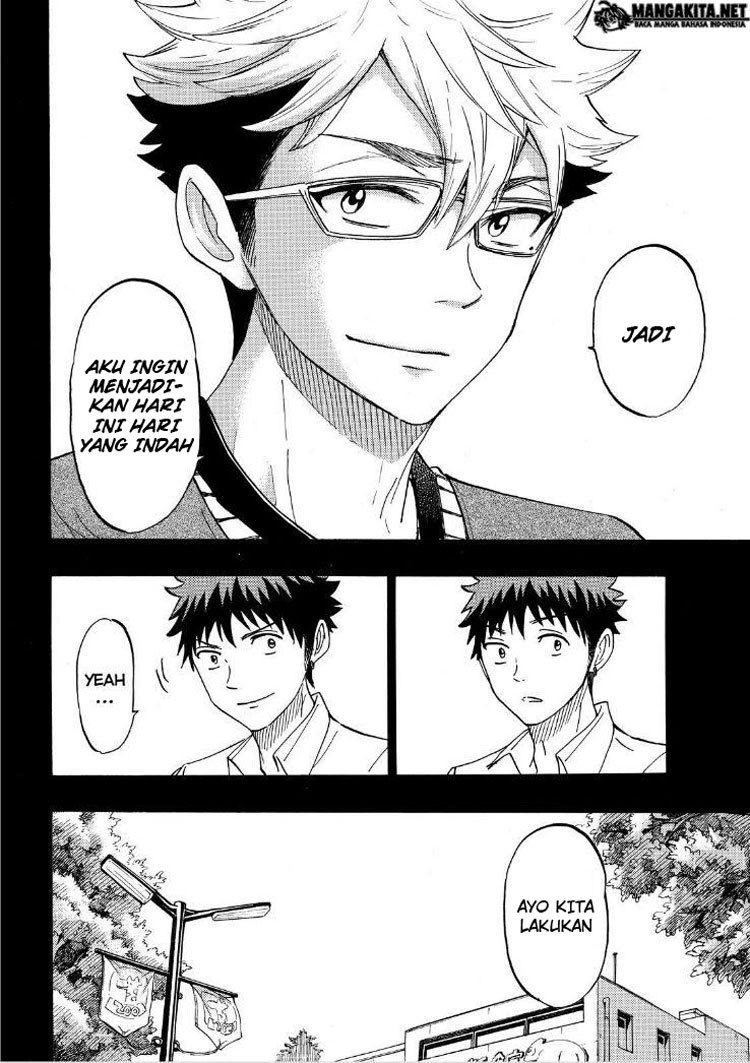 MANGAKITA.NET
BACA MANGA BAHASA INDONESIA
JADI
AKU INGIN
MENJADI-
KAN HARI
INI HARI
YANG INDAH
YEAH
...
AYO KITA
LAKUKAN
ZOO